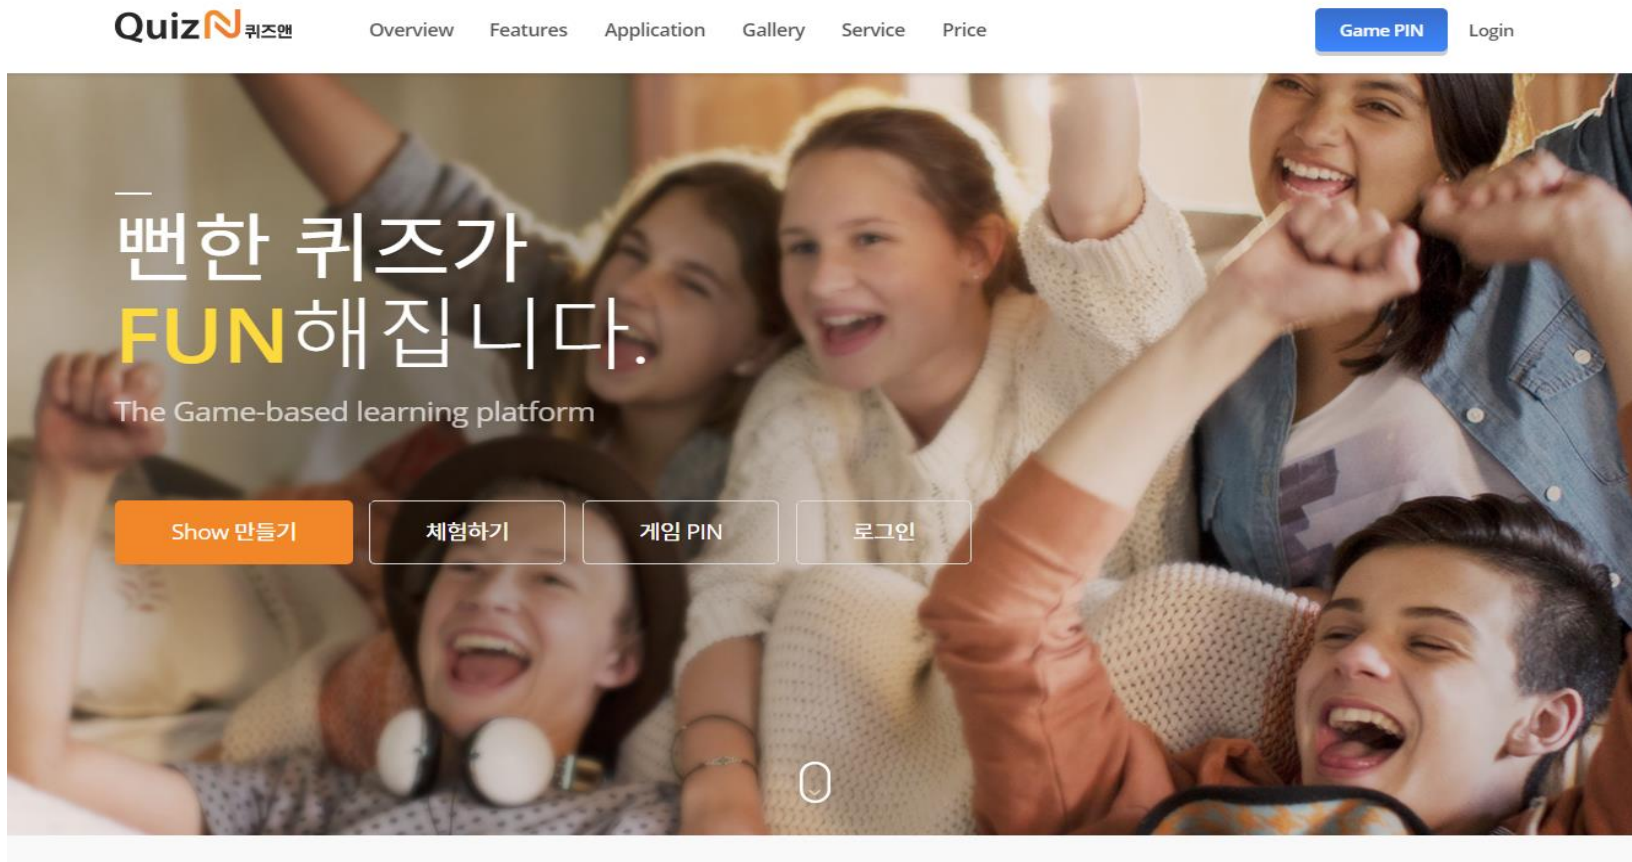 QuizN 퀴즈앤 Overview Features Application Gallery Service Price Game PIN Login
뻔한 퀴즈가
FUN해집니다.
The Game-based learning platform
Show 만들기 체험하기 게임 PIN 로그인